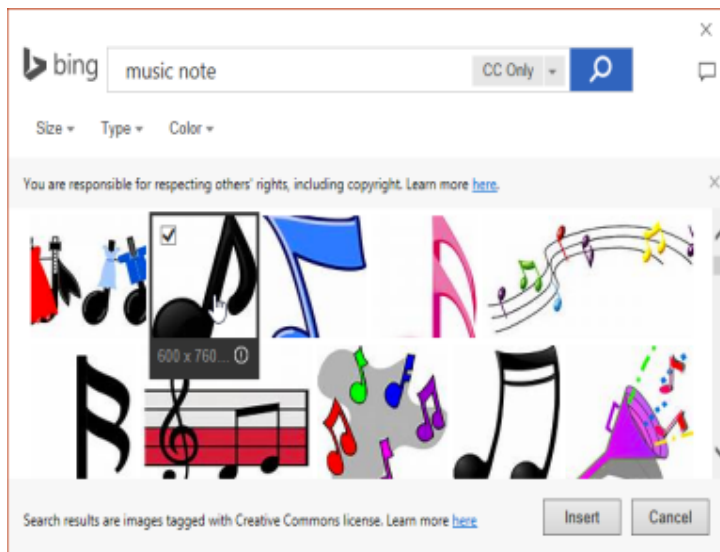 bing
music note
CC Only
Size Type Color
You are responsible for respecting others' rights, including copyright. Learn more here.
600 x 760...
Search results are images tagged with Creative Commons license. Learn more here
Insert Cancel